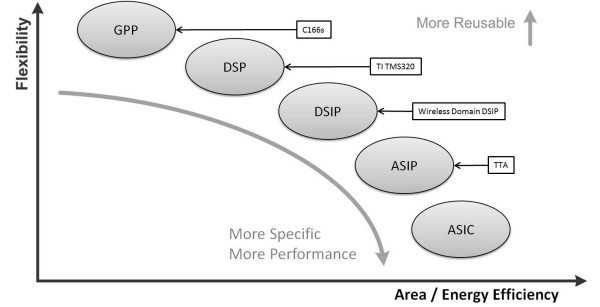 Flexibility
GPP
C166s
More Reusable
DSP
TI TMS320
DSIP
Wireless Domain DSIP
ASIP
TTA
ASIC
More Specific
More Performance
Area / Energy Efficiency